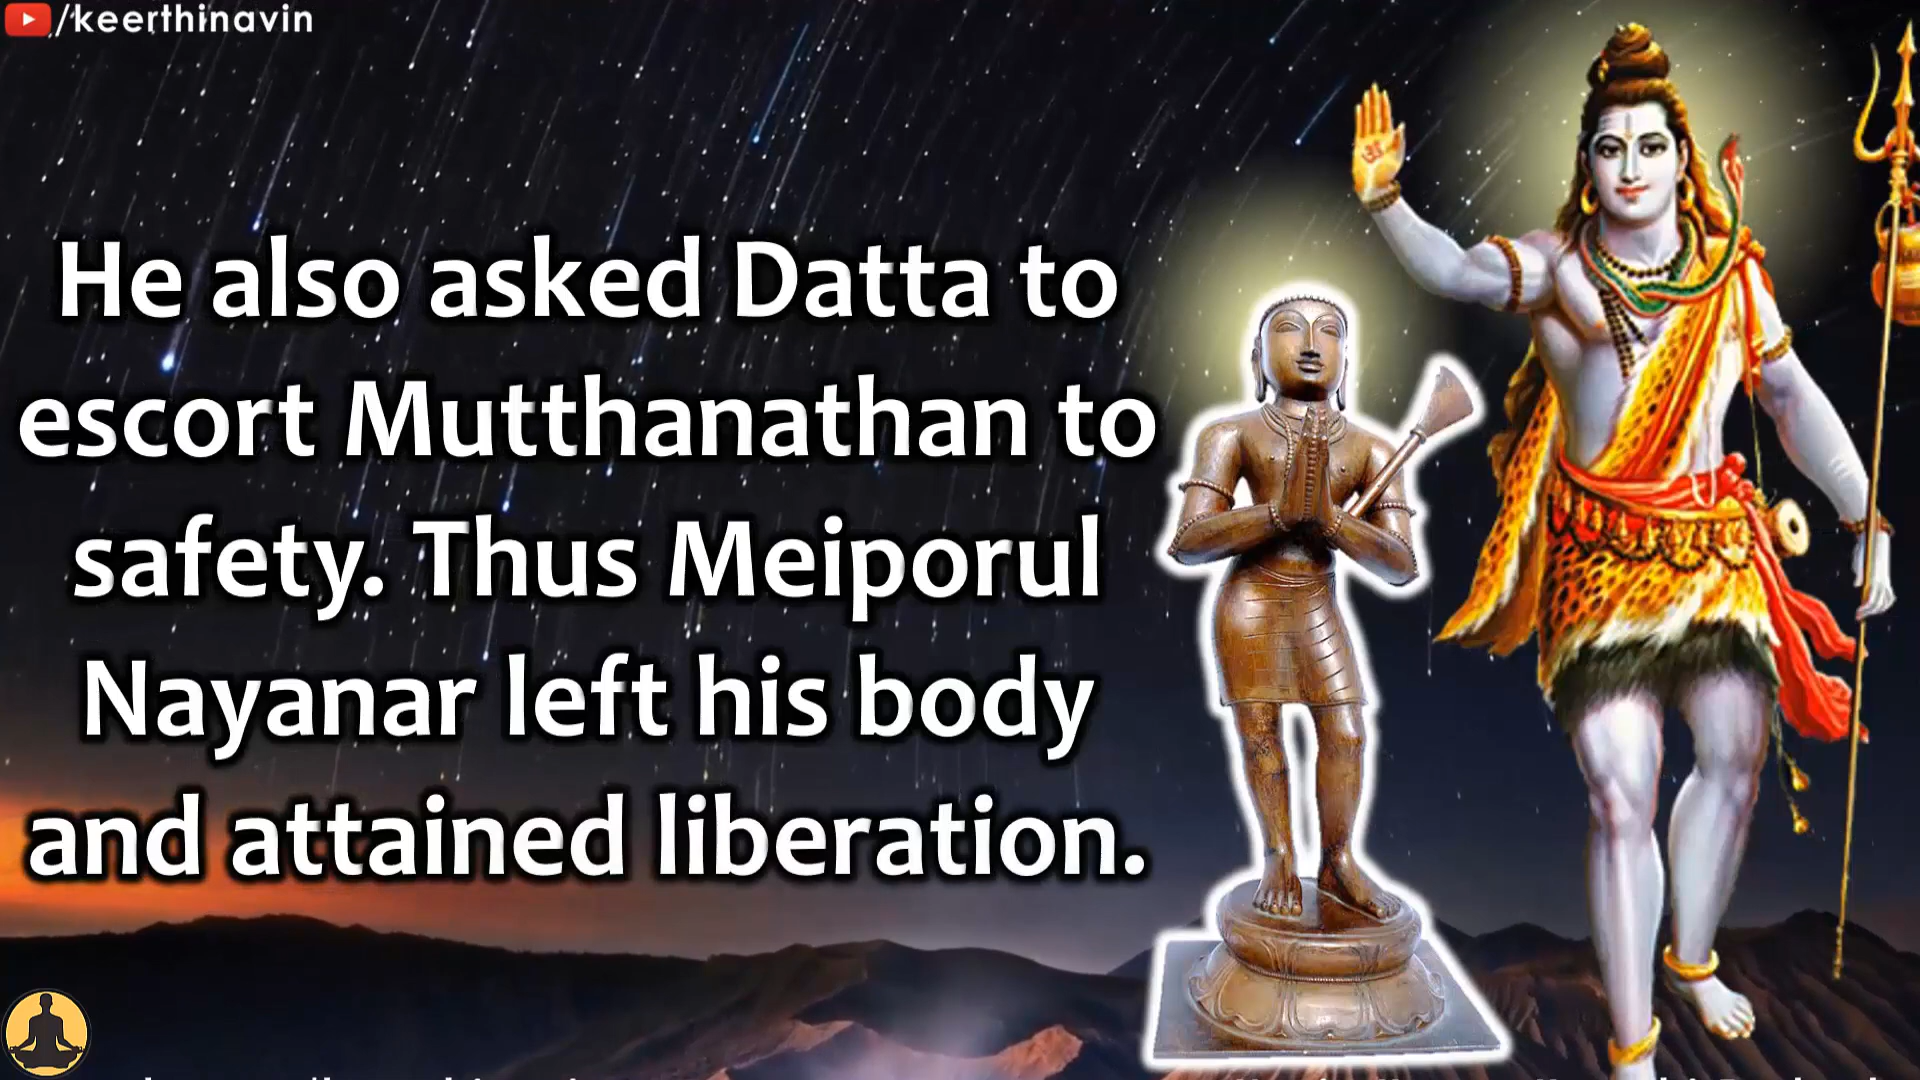 /keerthinavin
He also asked Datta to
escort Mutthanathan to
safety. Thus Meiporul
Nayanar left his body
and attained liberation.